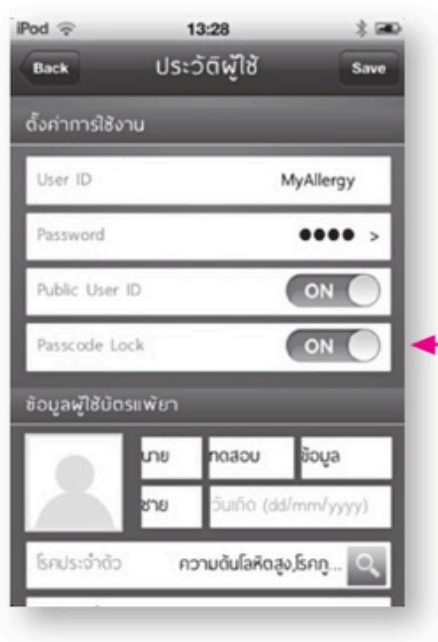 iPod 13:28
Back ประวัติผู้ใช้ Save
ตั้งค่าการใช้งาน
User ID MyAllergy
Password ●●●● >
Public User ID ON
Passcode Lock ON
ข้อมูลผู้ใช้บัตรแพ้ยา
นาย ทดสอบ ข้อมูล
ชาย วันเกิด (dd/mm/yyyy)
โรคประจำตัว ความดันโลหิตสูง,โรคภู...